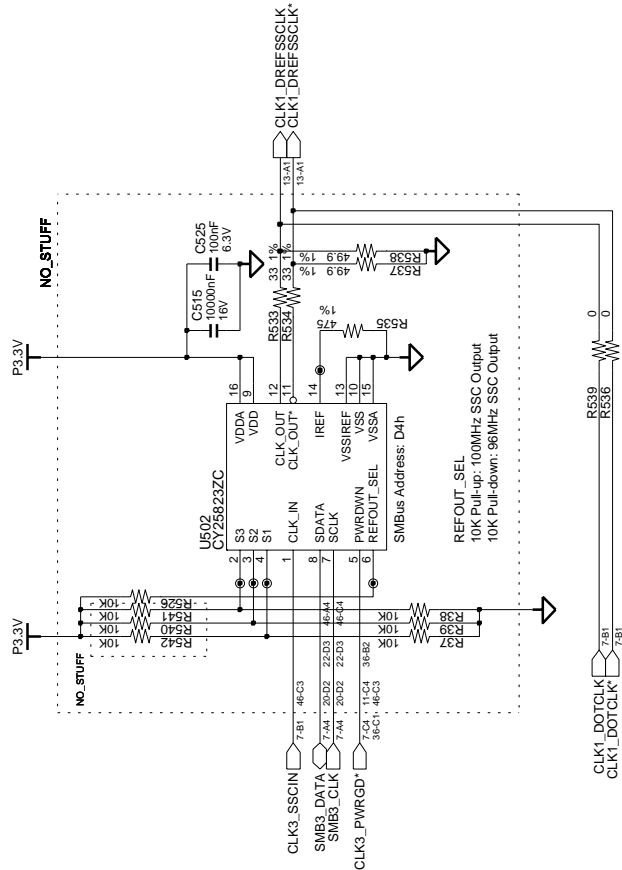 P3.3V
P3.3V
NO_STUFF
NO_STUFF
10K R526
10K R541
10K R540
10K R542
C515
10000nF
16V
C525
100nF
6.3V
U502
CY25823ZC
2 S3
3 S2
4 S1
1 CLK_IN
8 SDATA
7 SCLK
5 PWRDWN
6 REFOUT_SEL
VDDA 16
VDD 9
CLK_OUT 12
CLK_OUT* 11
IREF 14
VSSIREF 13
VSS 10
VSSA 15
SMBus Address: D4h
R533 33 1%
R534 33 1%
49.9 1% R538
49.9 1% R537
475 1% R535
10K R38
10K R39
10K R37
CLK3_SSCIN 7-B1 46-C3
SMB3_DATA 7-A4 20-D2 22-D3 46-A4
SMB3_CLK 7-A4 20-D2 22-D3 46-C4
CLK3_PWRGD* 7-C4 11-C4 36-B2
36-C1 46-C3
CLK1_DREFSSCLK
CLK1_DREFSSCLK*
13-A1
13-A1
REFOUT_SEL
10K Pull-up: 100MHz SSC Output
10K Pull-down: 96MHz SSC Output
CLK1_DOTCLK 7-B1 R539 0
CLK1_DOTCLK* 7-B1 R536 0